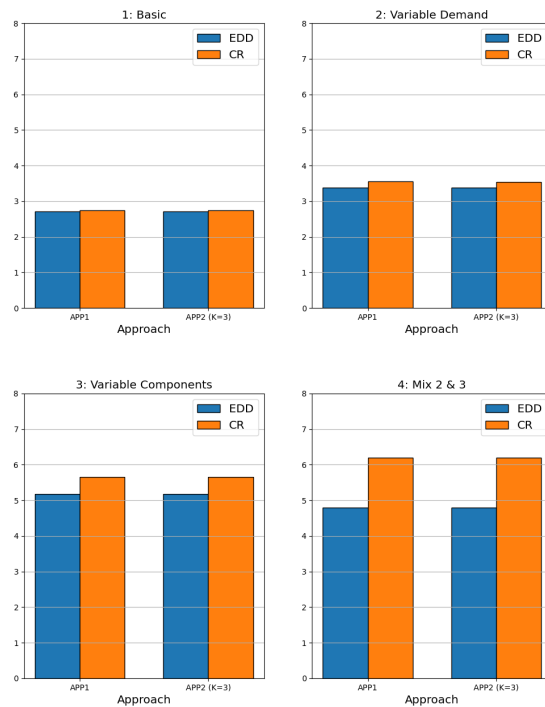 1: Basic
EDD
CR
8
7
6
5
4
3
2
1
0
APP1 APP2 (K=3)
Approach
2: Variable Demand
EDD
CR
8
7
6
5
4
3
2
1
0
APP1 APP2 (K=3)
Approach
3: Variable Components
EDD
CR
8
7
6
5
4
3
2
1
0
APP1 APP2 (K=3)
Approach
4: Mix 2 & 3
EDD
CR
8
7
6
5
4
3
2
1
0
APP1 APP2 (K=3)
Approach